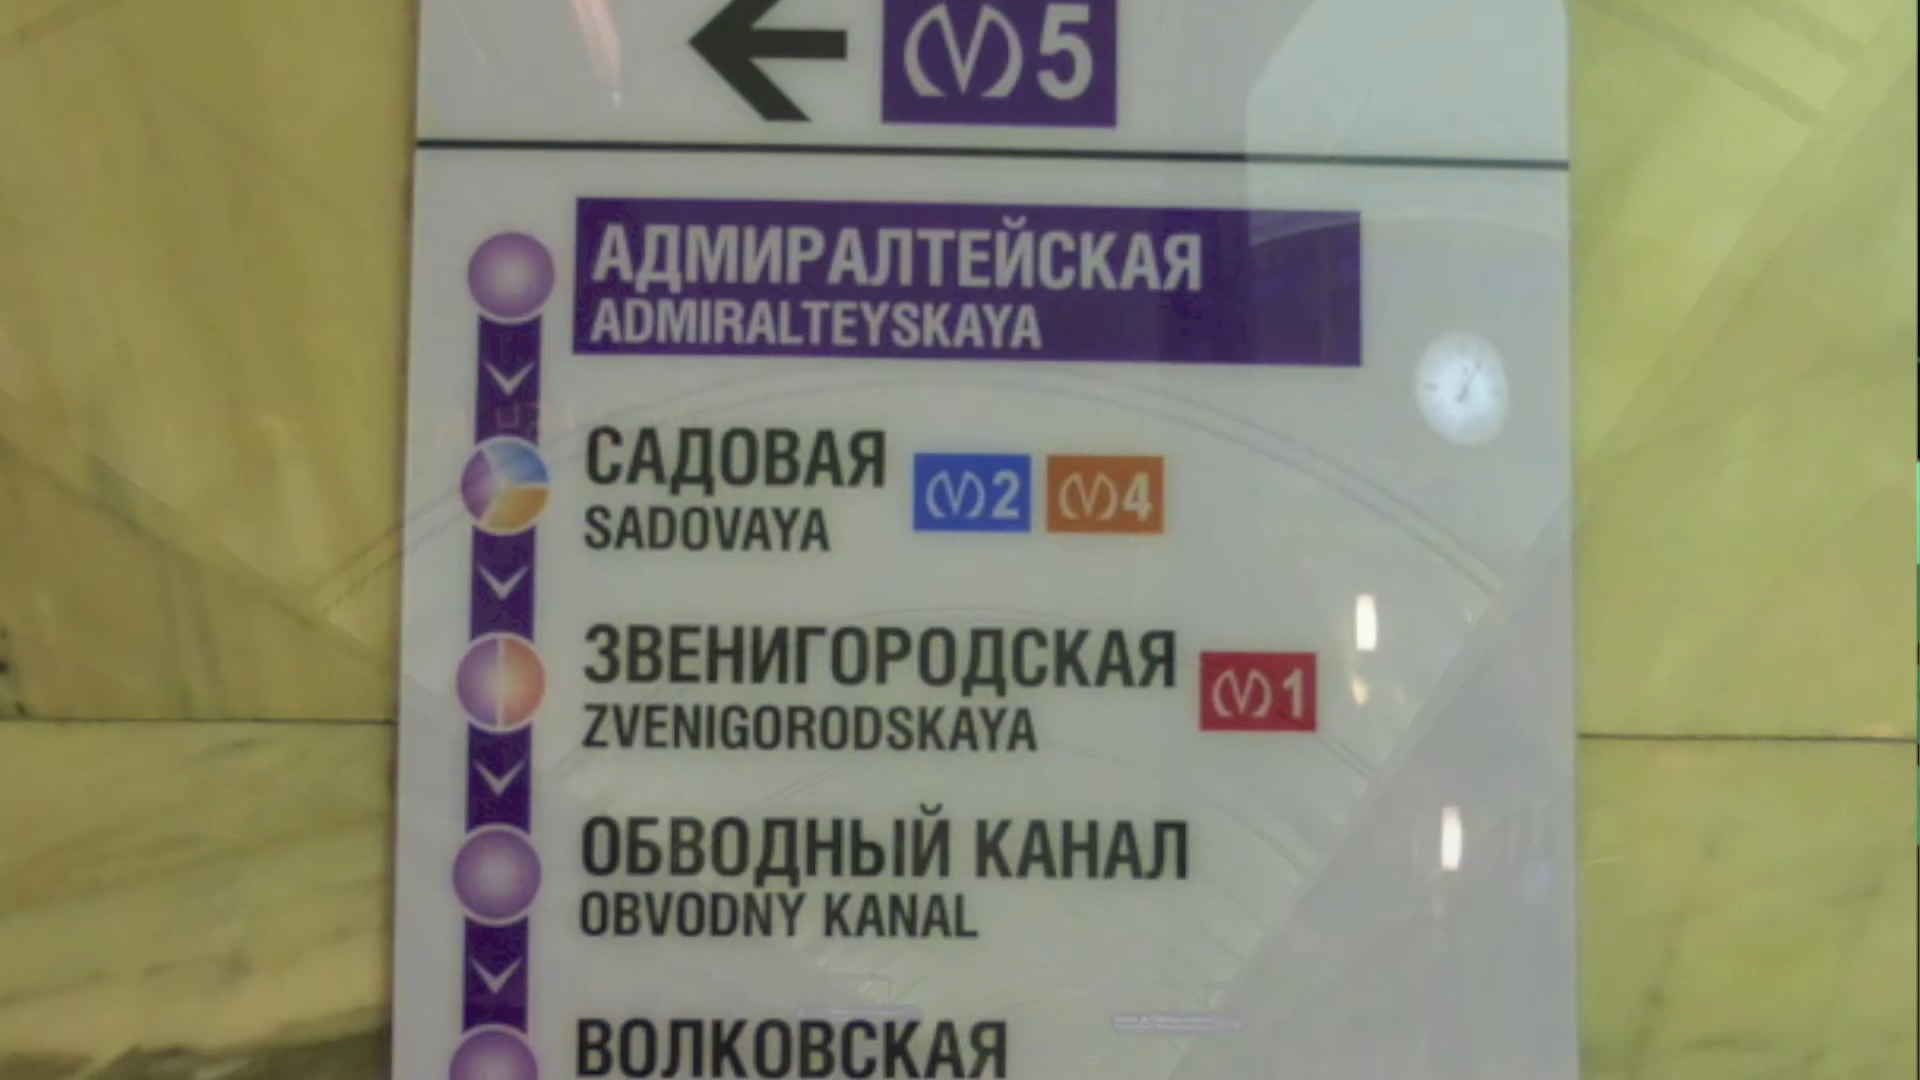 5
АДМИРАЛТЕЙСКАЯ
ADMIRALTEYSKAYA
САДОВАЯ 2 4
SADOVAYA
ЗВЕНИГОРОДСКАЯ 1
ZVENIGORODSKAYA
ОБВОДНЫЙ КАНАЛ
OBVODNY KANAL
ВОЛКОВСКАЯ